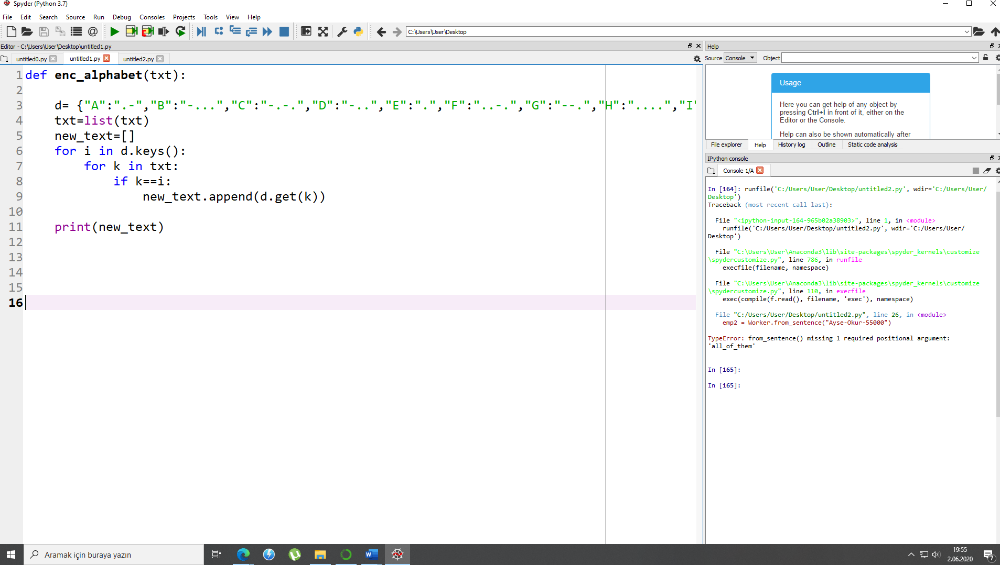 Spyder (Python 3.7)
File Edit Search Source Run Debug Consoles Projects Tools View Help
C:\Users\User\Desktop
Editor - C:\Users\User\Desktop\untitled1.py
untitled0.py untitled1.py untitled2.py
1 def enc_alphabet(txt):
2
3 d= {"A":".-","B":"-...","C":"-.-.","D":"-..","E":".","F":"..-.","G":"--.","H":"....","I"
4 txt=list(txt)
5 new_text=[]
6 for i in d.keys():
7 for k in txt:
8 if k==i:
9 new_text.append(d.get(k))
10
11 print(new_text)
12
13
14
15
16
Help
Source Console Object
Usage
Here you can get help of any object by
pressing Ctrl+I in front of it, either on the
Editor or the Console.
Help can also be shown automatically after
File explorer Help History log Outline Static code analysis
IPython console
Console 1/A
In [164]: runfile('C:/Users/User/Desktop/untitled2.py', wdir='C:/Users/User/
Desktop')
Traceback (most recent call last):
File "<ipython-input-164-965b02a38903>", line 1, in <module>
runfile('C:/Users/User/Desktop/untitled2.py', wdir='C:/Users/User/
Desktop')
File "C:\Users\User\Anaconda3\lib\site-packages\spyder_kernels\customize
\spydercustomize.py", line 786, in runfile
execfile(filename, namespace)
File "C:\Users\User\Anaconda3\lib\site-packages\spyder_kernels\customize
\spydercustomize.py", line 110, in execfile
exec(compile(f.read(), filename, 'exec'), namespace)
File "C:/Users/User/Desktop/untitled2.py", line 26, in <module>
emp2 = Worker.from_sentence("Ayse-Okur-55000")
TypeError: from_sentence() missing 1 required positional argument:
'all_of_them'
In [165]:
In [165]:
Aramak için buraya yazın
19:55
2.06.2020
7